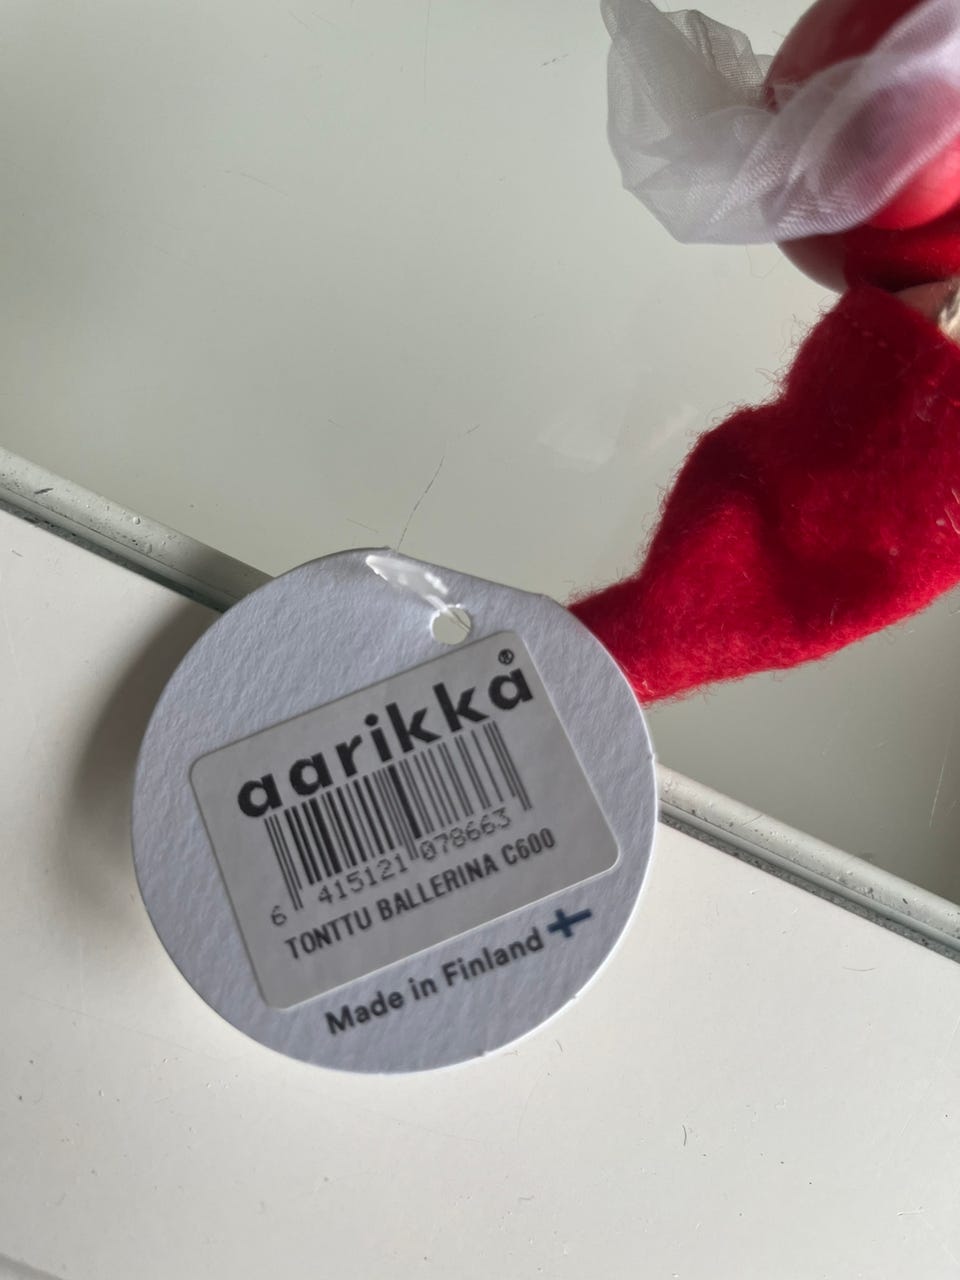 aarikka®
6 415121 078663
TONTTU BALLERINA C600
Made in Finland